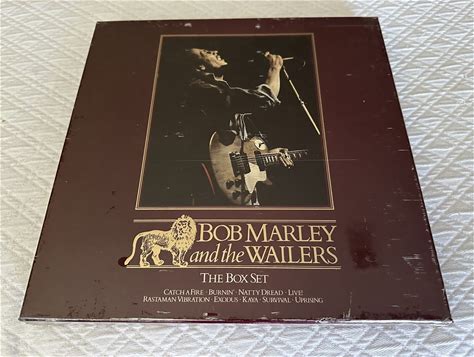 BOB MARLEY
and the WAILERS
THE BOX SET
CATCH A FIRE · BURNIN' · NATTY DREAD · LIVE!
RASTAMAN VIBRATION · EXODUS · KAYA · SURVIVAL · UPRISING